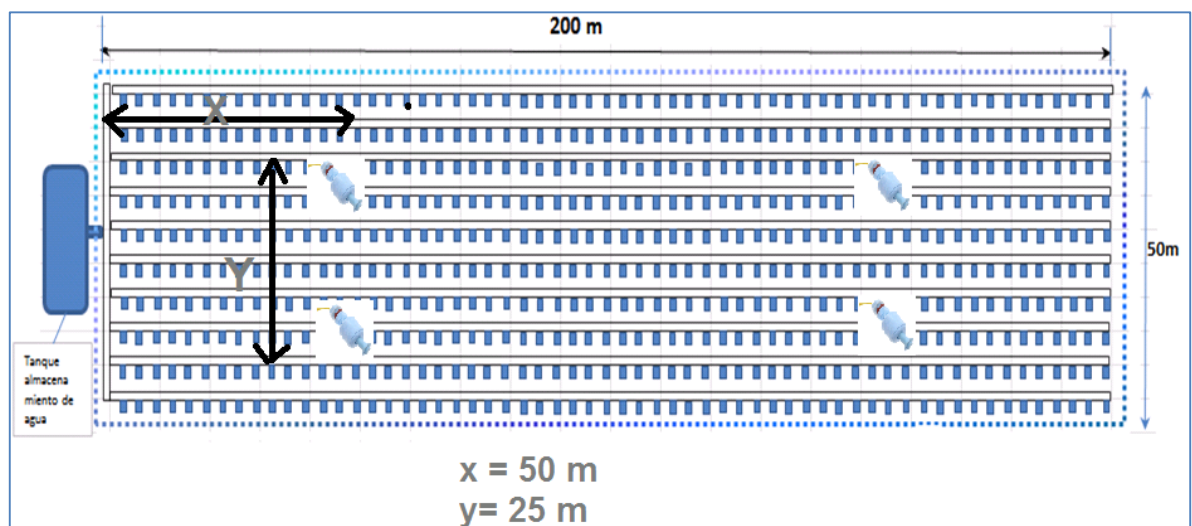 200 m
X
Y
50m
Tanque
almacena
miento de
agua
x = 50 m
y= 25 m